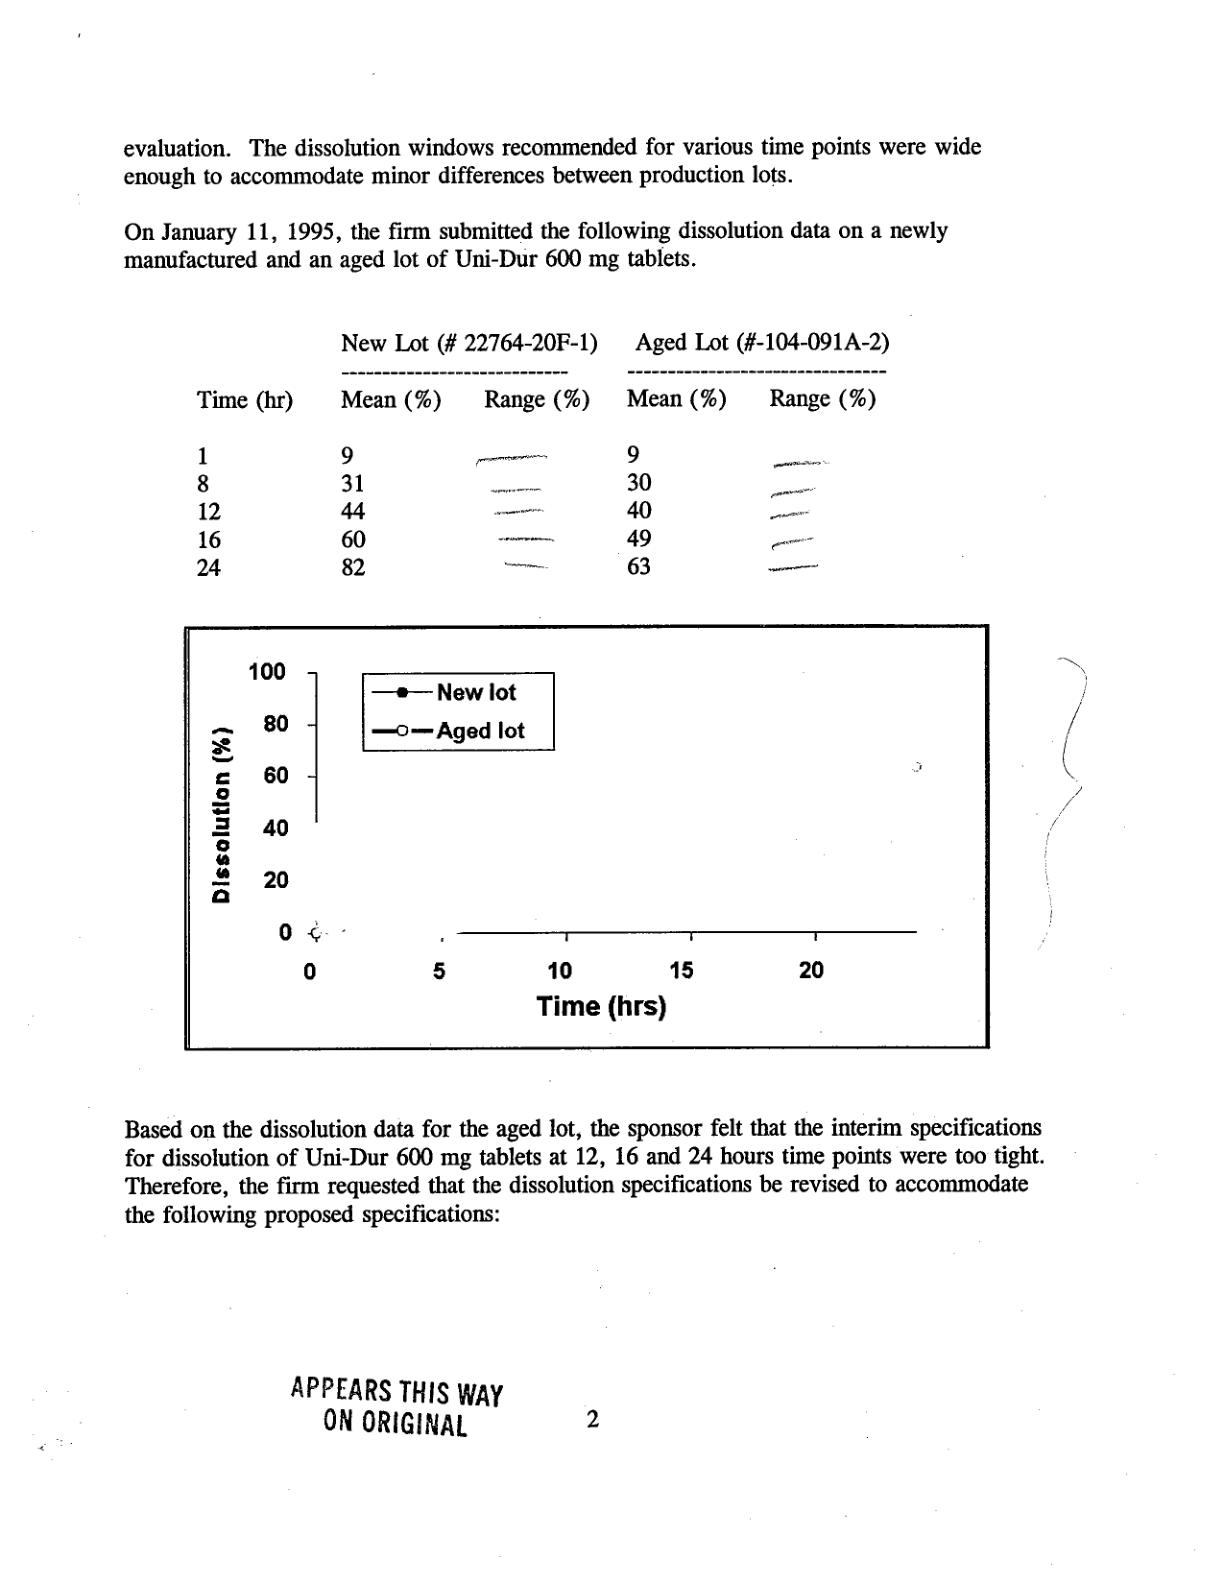 evaluation. The dissolution windows recommended for various time points were wide
enough to accommodate minor differences between production lots.
On January 11, 1995, the firm submitted the following dissolution data on a newly
manufactured and an aged lot of Uni-Dur 600 mg tablets.
New Lot (# 22764-20F-1) Aged Lot (#-104-091A-2)
Time (hr) Mean (%) Range (%) Mean (%) Range (%)
1 9 9
8 31 30
12 44 40
16 60 49
24 82 63
Dissolution (%)
100
80
60
40
20
0
New lot
Aged lot
0 5 10 15 20
Time (hrs)
Based on the dissolution data for the aged lot, the sponsor felt that the interim specifications
for dissolution of Uni-Dur 600 mg tablets at 12, 16 and 24 hours time points were too tight.
Therefore, the firm requested that the dissolution specifications be revised to accommodate
the following proposed specifications:
APPEARS THIS WAY
ON ORIGINAL
2